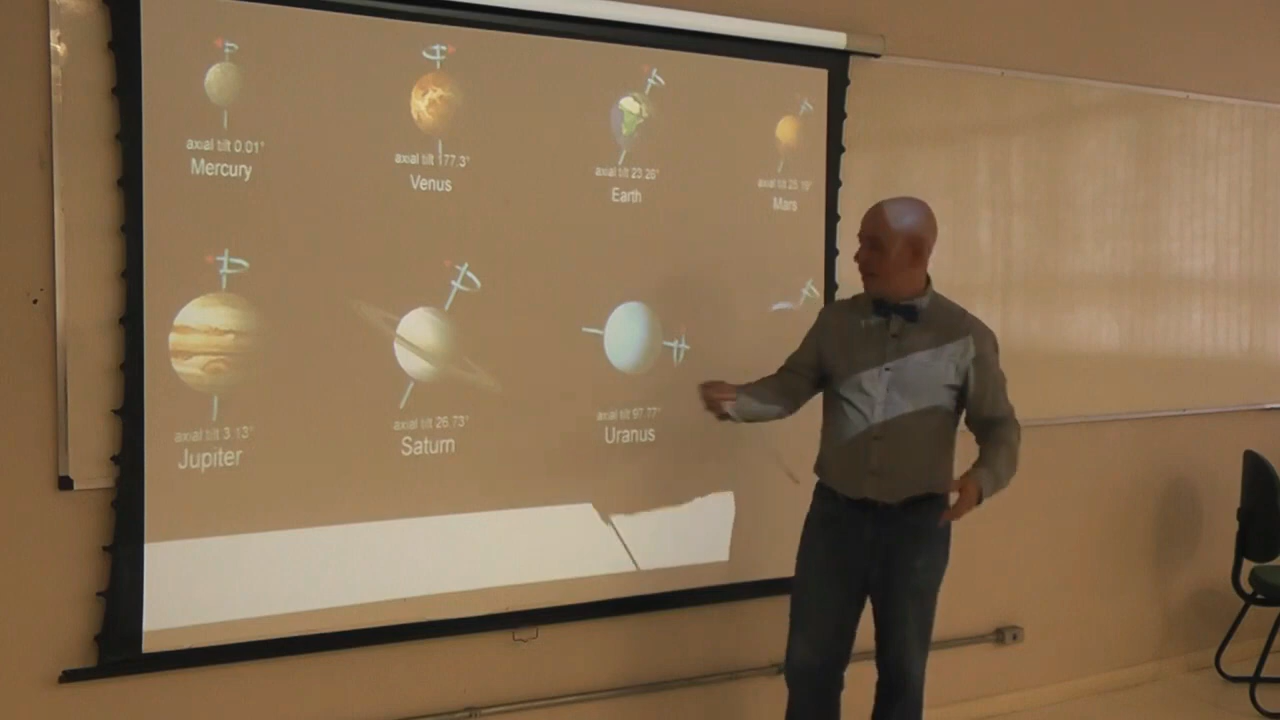 axial tilt 0.01°
Mercury
axial tilt 177.3°
Venus
axial tilt 23.26°
Earth
axial tilt 25.19°
Mars
axial tilt 3.13°
Jupiter
axial tilt 26.73°
Saturn
axial tilt 97.77°
Uranus